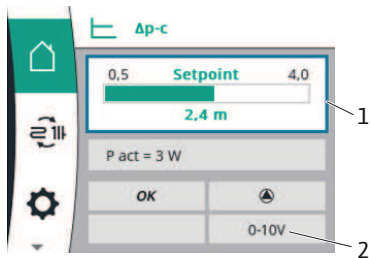 Δp-c
0,5 Setpoint 4,0
2,4 m
1
P act = 3 W
OK
0-10V
2